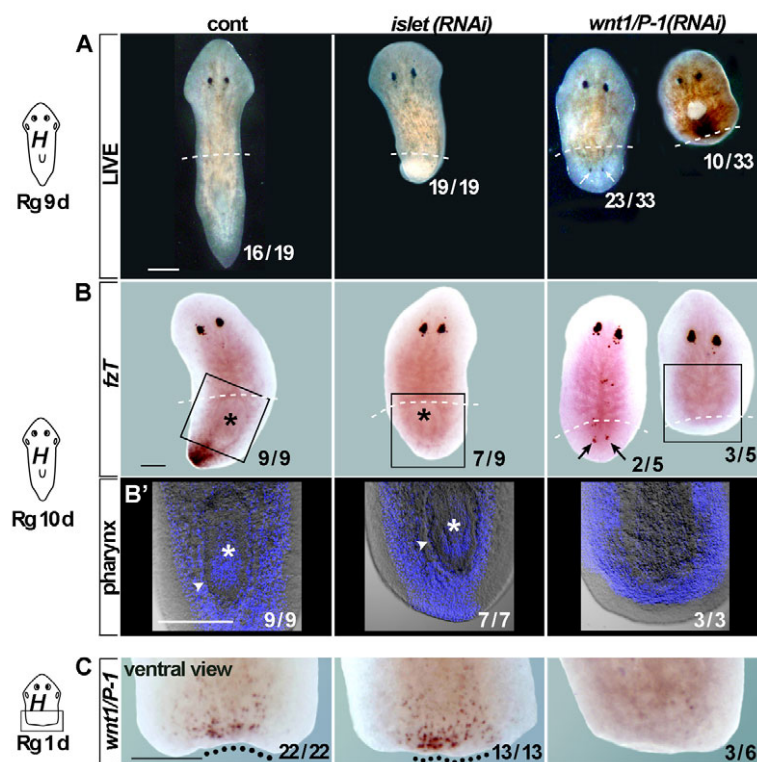 cont islet (RNAi) wnt1/P-1(RNAi)
A
H
Rg 9 d
LIVE
16 / 19
19 / 19
23 / 33
10 / 33
B
fzT
*
9 / 9
*
7 / 9
2 / 5
3 / 5
H
Rg 10 d
B'
pharynx
*
9 / 9
*
7 / 7
3 / 3
C
H
Rg 1 d
wnt1/P-1
ventral view
22 / 22
13 / 13
3 / 6